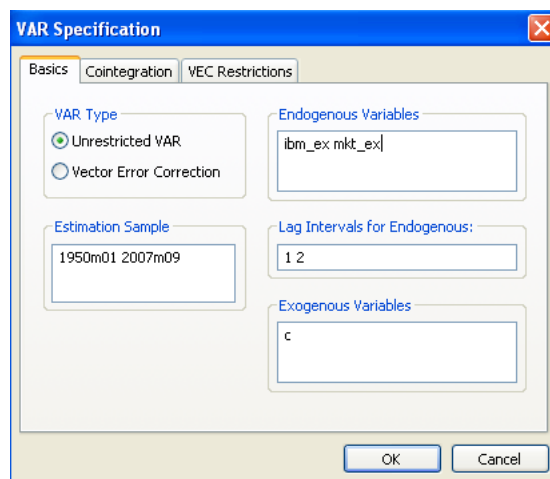 VAR Specification
Basics Cointegration VEC Restrictions
VAR Type
Unrestricted VAR
Vector Error Correction
Endogenous Variables
ibm_ex mkt_ex
Estimation Sample
1950m01 2007m09
Lag Intervals for Endogenous:
1 2
Exogenous Variables
c
OK Cancel